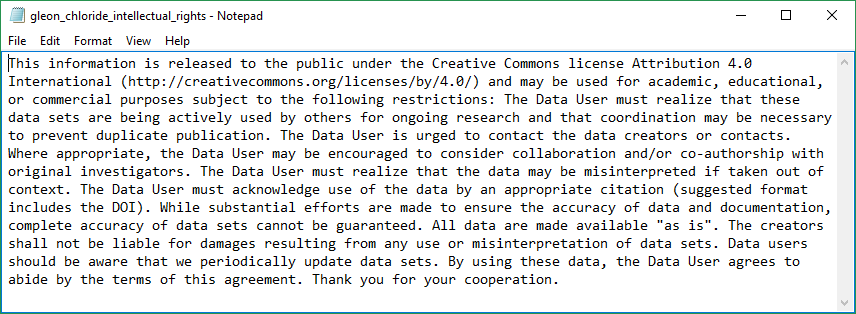 gleon_chloride_intellectual_rights - Notepad
File Edit Format View Help
This information is released to the public under the Creative Commons license Attribution 4.0
International (http://creativecommons.org/licenses/by/4.0/) and may be used for academic, educational,
or commercial purposes subject to the following restrictions: The Data User must realize that these
data sets are being actively used by others for ongoing research and that coordination may be necessary
to prevent duplicate publication. The Data User is urged to contact the data creators or contacts.
Where appropriate, the Data User may be encouraged to consider collaboration and/or co-authorship with
original investigators. The Data User must realize that the data may be misinterpreted if taken out of
context. The Data User must acknowledge use of the data by an appropriate citation (suggested format
includes the DOI). While substantial efforts are made to ensure the accuracy of data and documentation,
complete accuracy of data sets cannot be guaranteed. All data are made available "as is". The creators
shall not be liable for damages resulting from any use or misinterpretation of data sets. Data users
should be aware that we periodically update data sets. By using these data, the Data User agrees to
abide by the terms of this agreement. Thank you for your cooperation.